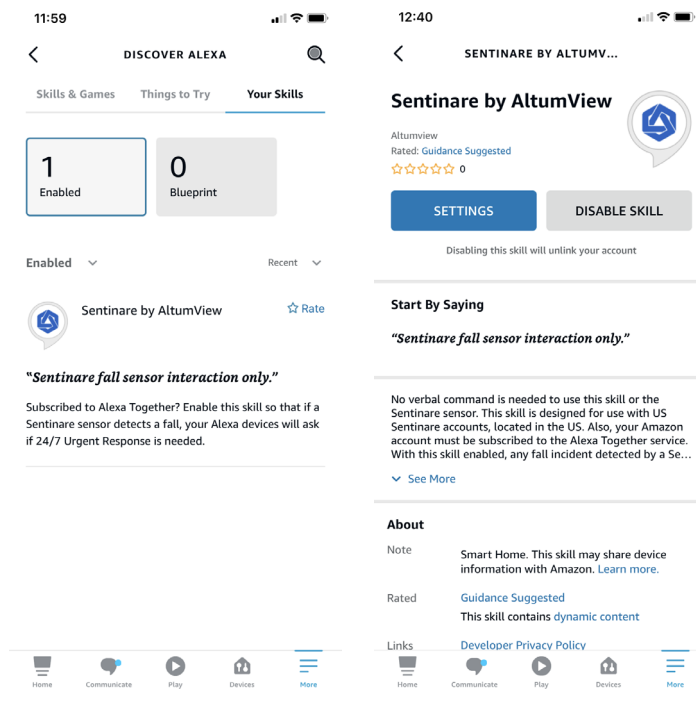 11:59
DISCOVER ALEXA
Skills & Games
Things to Try
Your Skills
1
Enabled
0
Blueprint
Enabled
Recent
Sentinare by AltumView
Rate
“Sentinare fall sensor interaction only.”
Subscribed to Alexa Together? Enable this skill so that if a
Sentinare sensor detects a fall, your Alexa devices will ask
if 24/7 Urgent Response is needed.
Home
Communicate
Play
Devices
More
12:40
SENTINARE BY ALTUMV...
Sentinare by AltumView
Altumview
Rated: Guidance Suggested
0
SETTINGS
DISABLE SKILL
Disabling this skill will unlink your account
Start By Saying
“Sentinare fall sensor interaction only.”
No verbal command is needed to use this skill or the
Sentinare sensor. This skill is designed for use with US
Sentinare accounts, located in the US. Also, your Amazon
account must be subscribed to the Alexa Together service.
With this skill enabled, any fall incident detected by a Se...
See More
About
Note
Smart Home. This skill may share device
information with Amazon. Learn more.
Rated
Guidance Suggested
This skill contains dynamic content
Links
Developer Privacy Policy
Home
Communicate
Play
Devices
More